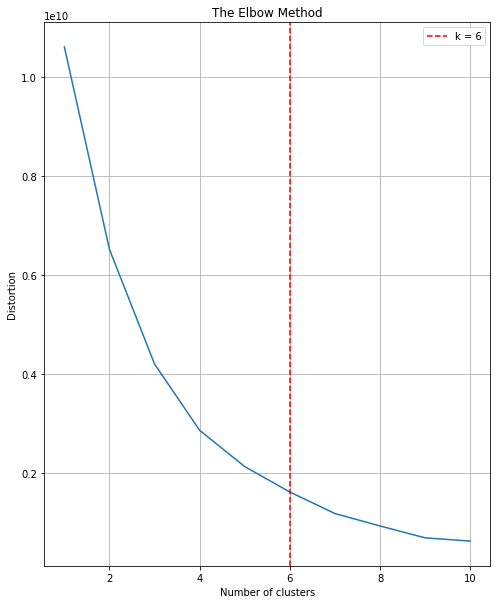 The Elbow Method
1e10
k = 6
1.0
0.8
0.6
0.4
0.2
Distortion
2 4 6 8 10
Number of clusters